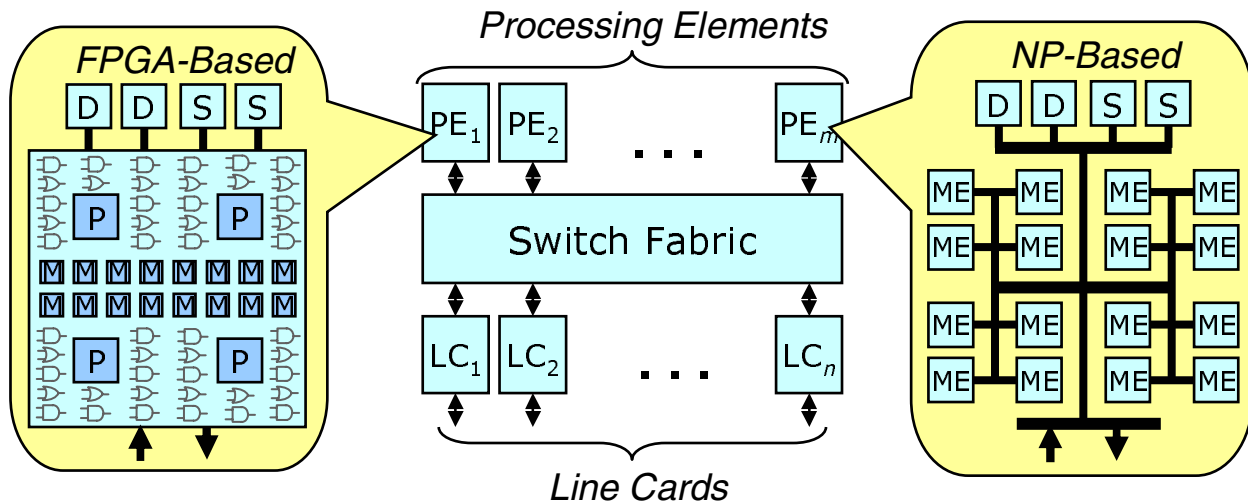 Processing Elements
FPGA-Based
D D S S
P P
M M M M M M M M
M M M M M M M M
P P
PE1 PE2 . . . PEm
Switch Fabric
LC1 LC2 . . . LCn
Line Cards
NP-Based
D D S S
ME ME ME ME
ME ME ME ME
ME ME ME ME
ME ME ME ME